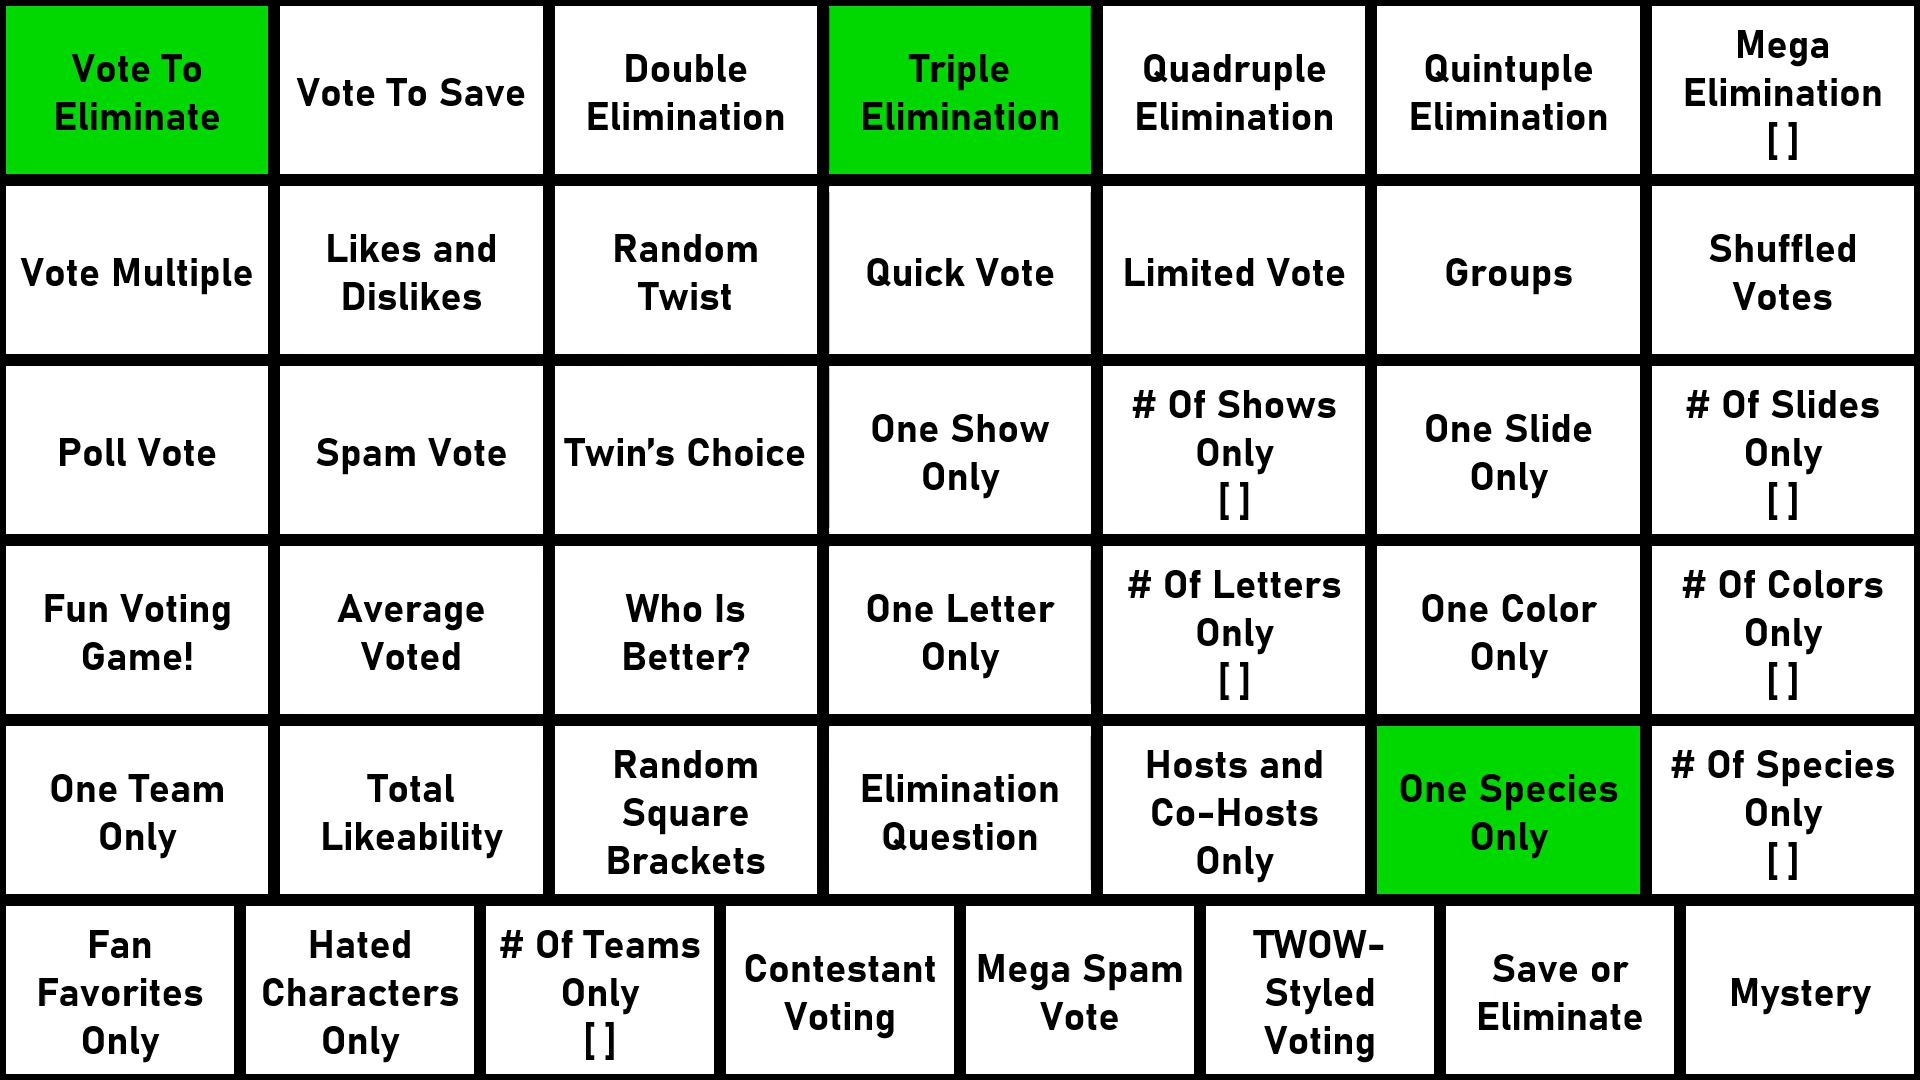 Vote To
Eliminate
Vote To Save
Double
Elimination
Triple
Elimination
Quadruple
Elimination
Quintuple
Elimination
Mega
Elimination
[ ]
Vote Multiple
Likes and
Dislikes
Random
Twist
Quick Vote
Limited Vote
Groups
Shuffled
Votes
Poll Vote
Spam Vote
Twin’s Choice
One Show
Only
# Of Shows
Only
[ ]
One Slide
Only
# Of Slides
Only
[ ]
Fun Voting
Game!
Average
Voted
Who Is
Better?
One Letter
Only
# Of Letters
Only
[ ]
One Color
Only
# Of Colors
Only
[ ]
One Team
Only
Total
Likeability
Random
Square
Brackets
Elimination
Question
Hosts and
Co-Hosts
Only
One Species
Only
# Of Species
Only
[ ]
Fan
Favorites
Only
Hated
Characters
Only
# Of Teams
Only
[ ]
Contestant
Voting
Mega Spam
Vote
TWOW-
Styled
Voting
Save or
Eliminate
Mystery